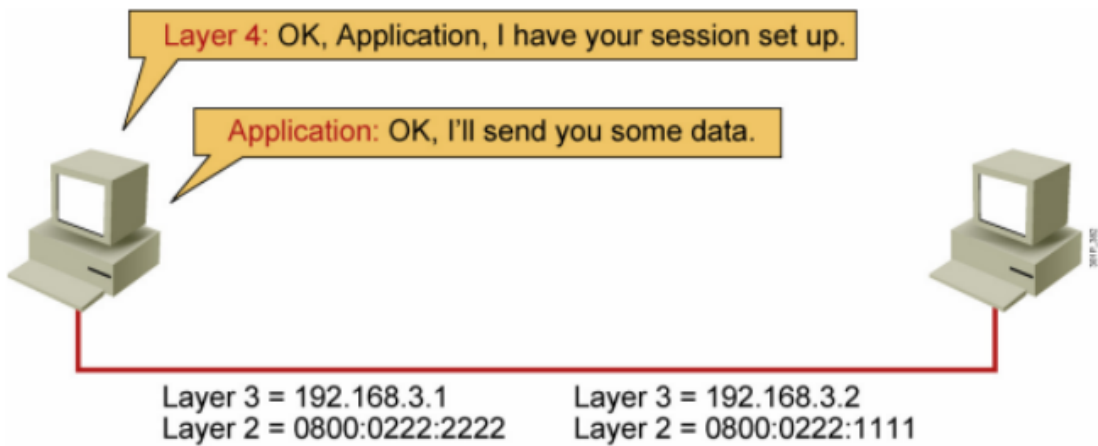 Layer 4: OK, Application, I have your session set up.
Application: OK, I'll send you some data.
Layer 3 = 192.168.3.1
Layer 2 = 0800:0222:2222
Layer 3 = 192.168.3.2
Layer 2 = 0800:0222:1111